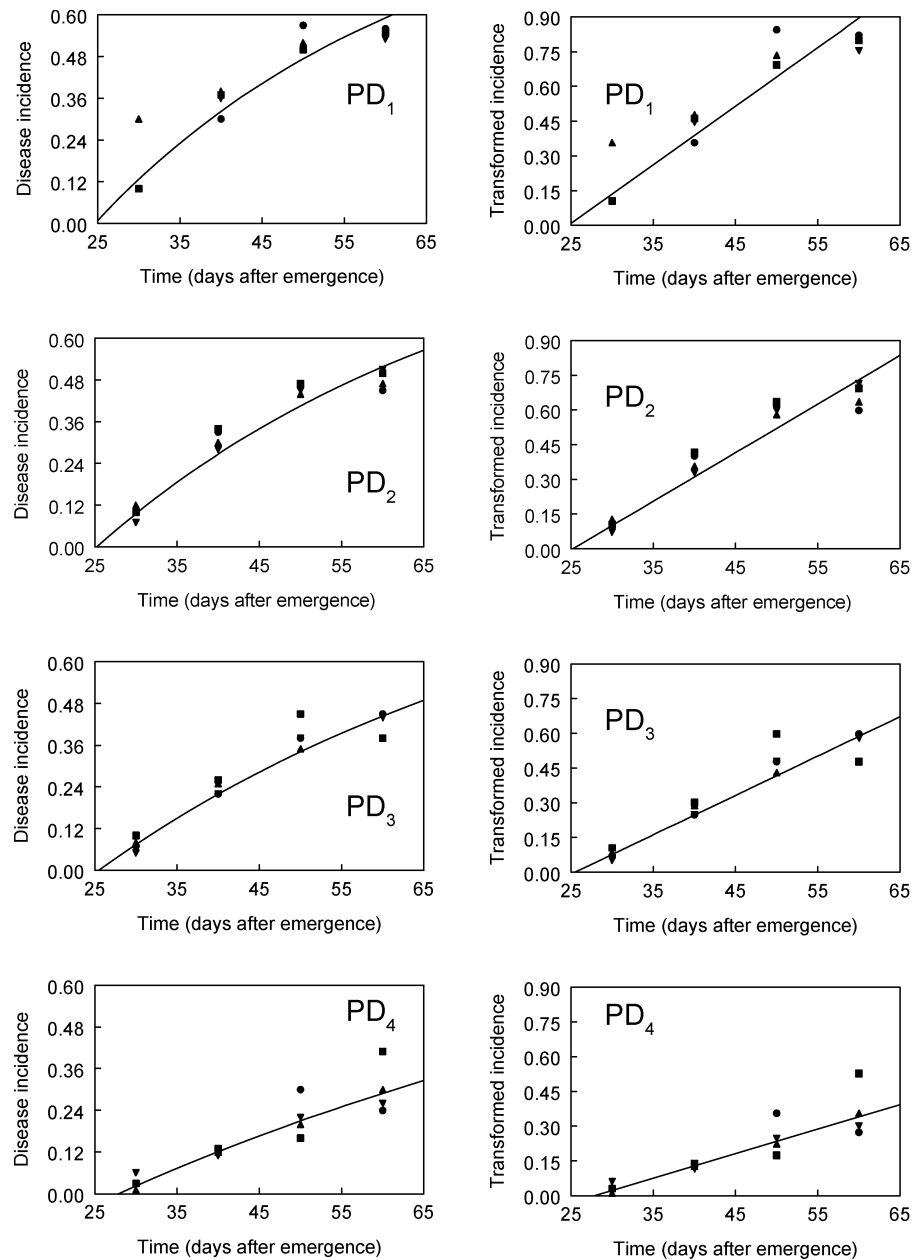 0.60
0.48
0.36
0.24
0.12
0.00
Disease incidence
PD1
25 35 45 55 65
Time (days after emergence)
0.90
0.75
0.60
0.45
0.30
0.15
0.00
Transformed incidence
PD1
25 35 45 55 65
Time (days after emergence)
0.60
0.48
0.36
0.24
0.12
0.00
Disease incidence
PD2
25 35 45 55 65
Time (days after emergence)
0.90
0.75
0.60
0.45
0.30
0.15
0.00
Transformed incidence
PD2
25 35 45 55 65
Time (days after emergence)
0.60
0.48
0.36
0.24
0.12
0.00
Disease incidence
PD3
25 35 45 55 65
Time (days after emergence)
0.90
0.75
0.60
0.45
0.30
0.15
0.00
Transformed incidence
PD3
25 35 45 55 65
Time (days after emergence)
0.60
0.48
0.36
0.24
0.12
0.00
Disease incidence
PD4
25 35 45 55 65
Time (days after emergence)
0.90
0.75
0.60
0.45
0.30
0.15
0.00
Transformed incidence
PD4
25 35 45 55 65
Time (days after emergence)